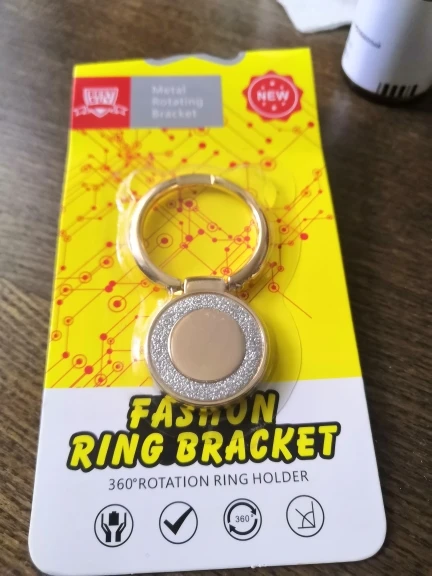 Metal
Rotating
Bracket
NEW
FASHION
RING BRACKET
360°ROTATION RING HOLDER
360°